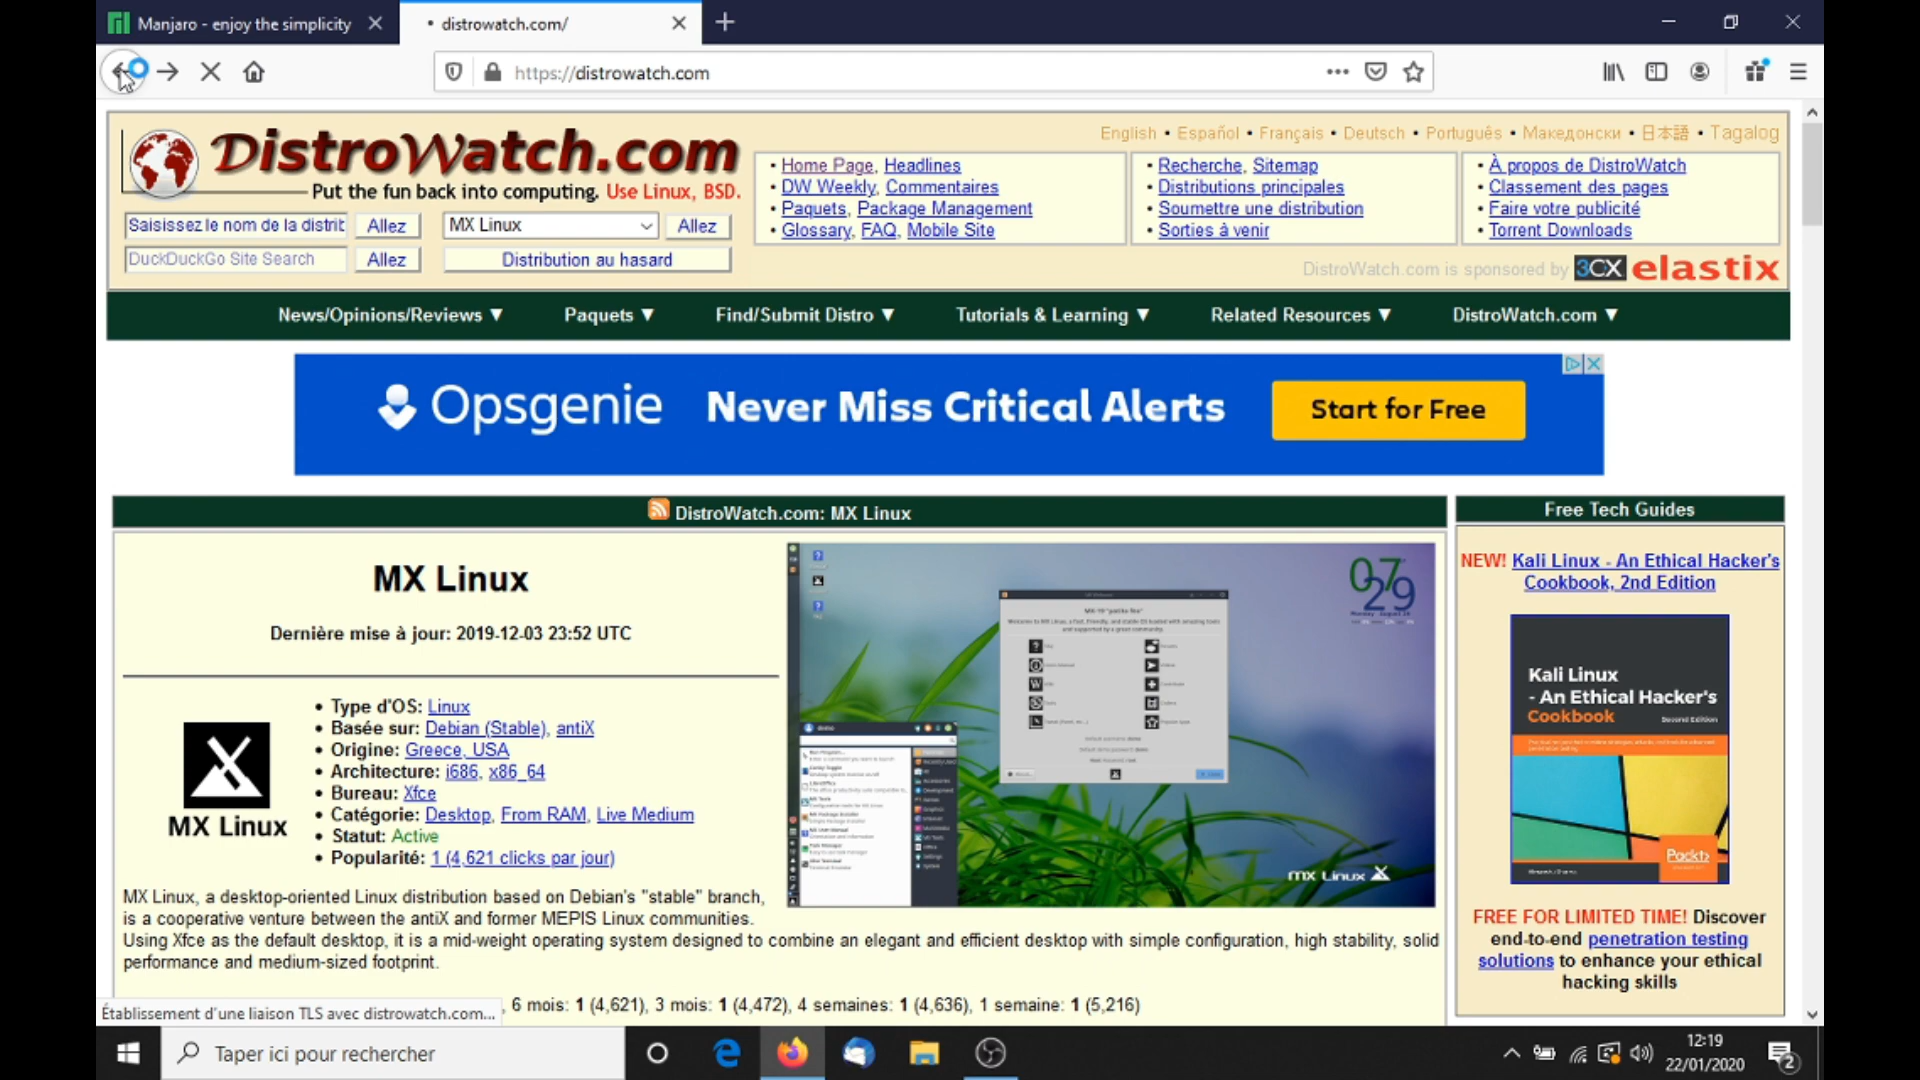 Manjaro - enjoy the simplicity
distrowatch.com/
https://distrowatch.com
DistroWatch.com
Put the fun back into computing. Use Linux, BSD.
English • Español • Français • Deutsch • Português • Македонски • 日本語 • Tagalog
• Home Page, Headlines
• DW Weekly, Commentaires
• Paquets, Package Management
• Glossary, FAQ, Mobile Site
• Recherche, Sitemap
• Distributions principales
• Soumettre une distribution
• Sorties à venir
• À propos de DistroWatch
• Classement des pages
• Faire votre publicité
• Torrent Downloads
Saisissez le nom de la distrit Allez MX Linux Allez
DuckDuckGo Site Search Allez Distribution au hasard
DistroWatch.com is sponsored by 3CX elastix
News/Opinions/Reviews ▼ Paquets ▼ Find/Submit Distro ▼ Tutorials & Learning ▼ Related Resources ▼ DistroWatch.com ▼
Opsgenie Never Miss Critical Alerts Start for Free
DistroWatch.com: MX Linux
MX Linux
Dernière mise à jour: 2019-12-03 23:52 UTC
MX Linux
• Type d'OS: Linux
• Basée sur: Debian (Stable), antiX
• Origine: Greece, USA
• Architecture: i686, x86_64
• Bureau: Xfce
• Catégorie: Desktop, From RAM, Live Medium
• Statut: Active
• Popularité: 1 (4,621 clicks par jour)
07
29
mx Linux
MX Linux, a desktop-oriented Linux distribution based on Debian's "stable" branch,
is a cooperative venture between the antiX and former MEPIS Linux communities.
Using Xfce as the default desktop, it is a mid-weight operating system designed to combine an elegant and efficient desktop with simple configuration, high stability, solid
performance and medium-sized footprint.
, 6 mois: 1 (4,621), 3 mois: 1 (4,472), 4 semaines: 1 (4,636), 1 semaine: 1 (5,216)
Établissement d'une liaison TLS avec distrowatch.com...
Free Tech Guides
NEW! Kali Linux - An Ethical Hacker's
Cookbook, 2nd Edition
Kali Linux
- An Ethical Hacker's
Cookbook Second Edition
Packt>
FREE FOR LIMITED TIME! Discover
end-to-end penetration testing
solutions to enhance your ethical
hacking skills
Taper ici pour rechercher
12:19
22/01/2020
2